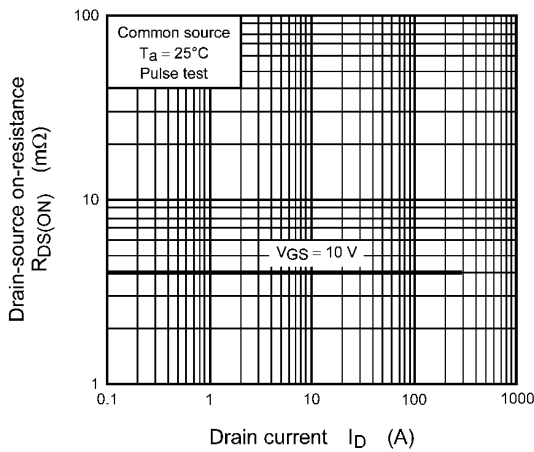 100
Common source
Ta = 25°C
Pulse test
10
VGS = 10 V
1
0.1
1
10
100
1000
Drain-source on-resistance
RDS(ON) (mΩ)
Drain current ID (A)